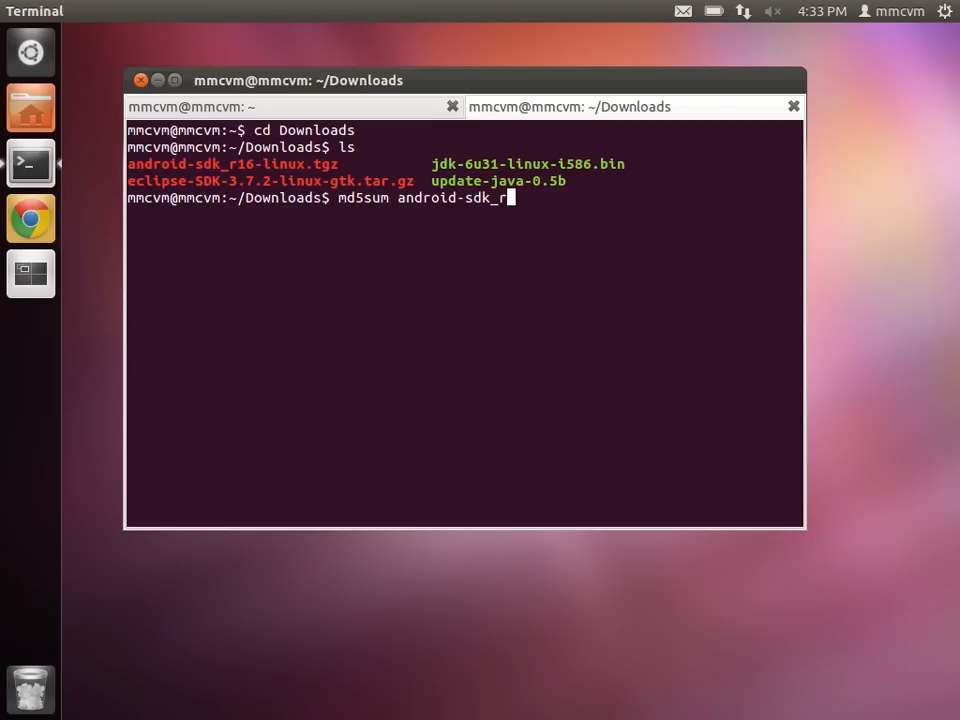 Terminal
4:33 PM mmcvm
mmcvm@mmcvm: ~/Downloads
mmcvm@mmcvm: ~
mmcvm@mmcvm: ~/Downloads
mmcvm@mmcvm:~$ cd Downloads
mmcvm@mmcvm:~/Downloads$ ls
android-sdk_r16-linux.tgz jdk-6u31-linux-i586.bin
eclipse-SDK-3.7.2-linux-gtk.tar.gz update-java-0.5b
mmcvm@mmcvm:~/Downloads$ md5sum android-sdk_r